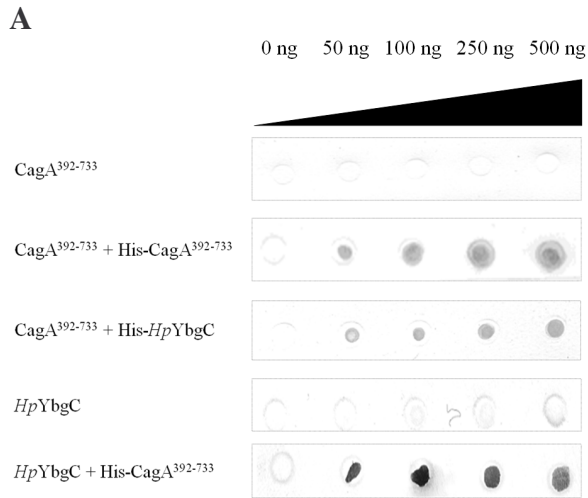 A
0 ng 50 ng 100 ng 250 ng 500 ng
CagA³⁹²⁻⁷³³
CagA³⁹²⁻⁷³³ + His-CagA³⁹²⁻⁷³³
CagA³⁹²⁻⁷³³ + His-HpYbgC
HpYbgC
HpYbgC + His-CagA³⁹²⁻⁷³³